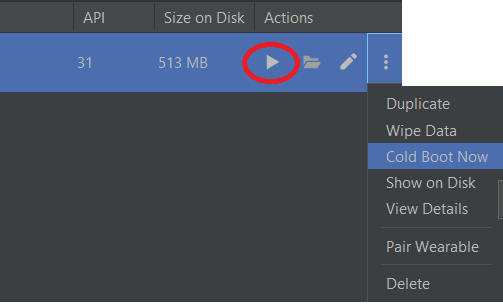 API Size on Disk Actions
31 513 MB
Duplicate
Wipe Data
Cold Boot Now
Show on Disk
View Details
Pair Wearable
Delete